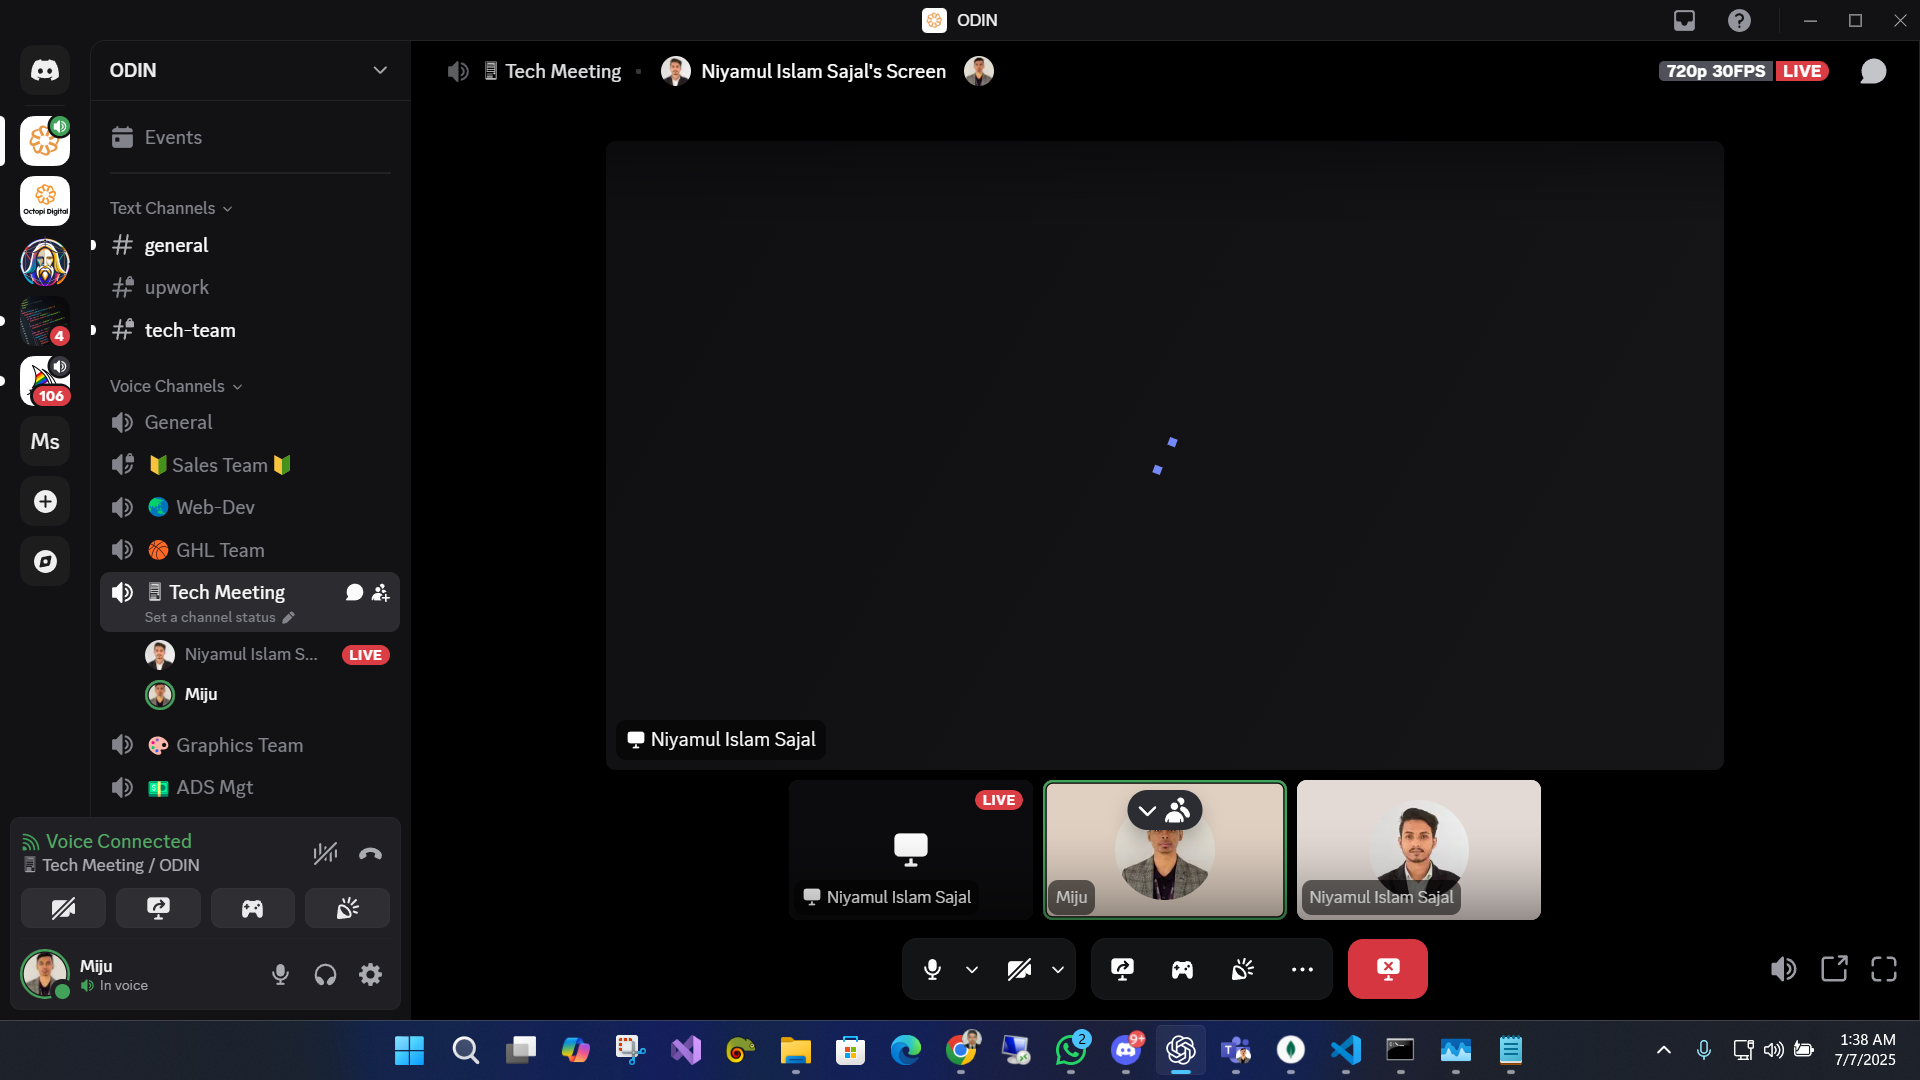 ODIN
ODIN
Tech Meeting
Niyamul Islam Sajal's Screen
720p 30FPS
LIVE
Events
Text Channels
general
upwork
tech-team
Voice Channels
General
Sales Team
Web-Dev
GHL Team
Tech Meeting
Set a channel status
Niyamul Islam S...
LIVE
Miju
Graphics Team
ADS Mgt
Octopi Digital
4
106
Ms
Niyamul Islam Sajal
LIVE
Niyamul Islam Sajal
Miju
Niyamul Islam Sajal
Voice Connected
Tech Meeting / ODIN
Miju
In voice
2
9+
T
1:38 AM
7/7/2025